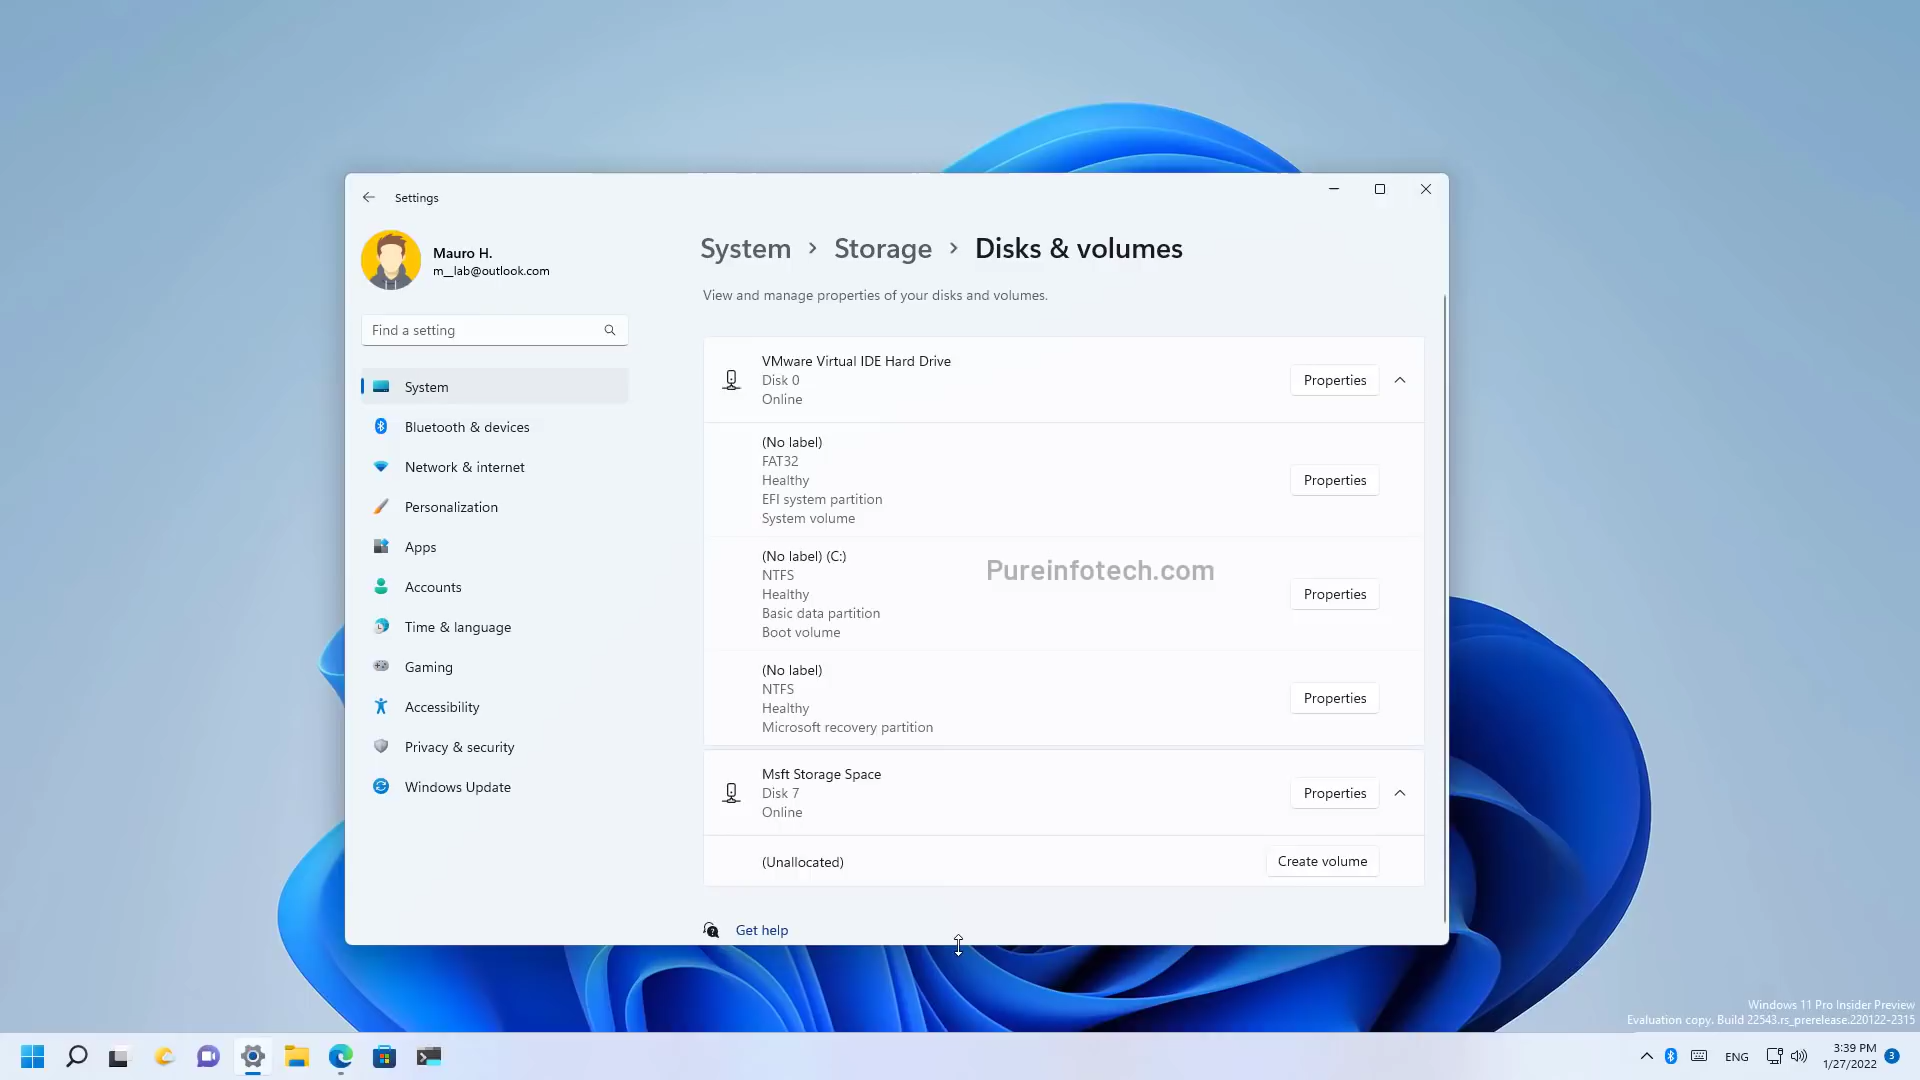 Settings
Mauro H.
m__lab@outlook.com
Find a setting
System
Bluetooth & devices
Network & internet
Personalization
Apps
Accounts
Time & language
Gaming
Accessibility
Privacy & security
Windows Update
System > Storage > Disks & volumes
View and manage properties of your disks and volumes.
VMware Virtual IDE Hard Drive
Disk 0
Online
Properties
(No label)
FAT32
Healthy
EFI system partition
System volume
Properties
(No label) (C:)
NTFS
Healthy
Basic data partition
Boot volume
Properties
Pureinfotech.com
(No label)
NTFS
Healthy
Microsoft recovery partition
Properties
Msft Storage Space
Disk 7
Online
Properties
(Unallocated)
Create volume
Get help
Windows 11 Pro Insider Preview
Evaluation copy. Build 22543.rs_prerelease.220122-2315
ENG
3:39 PM
1/27/2022
3